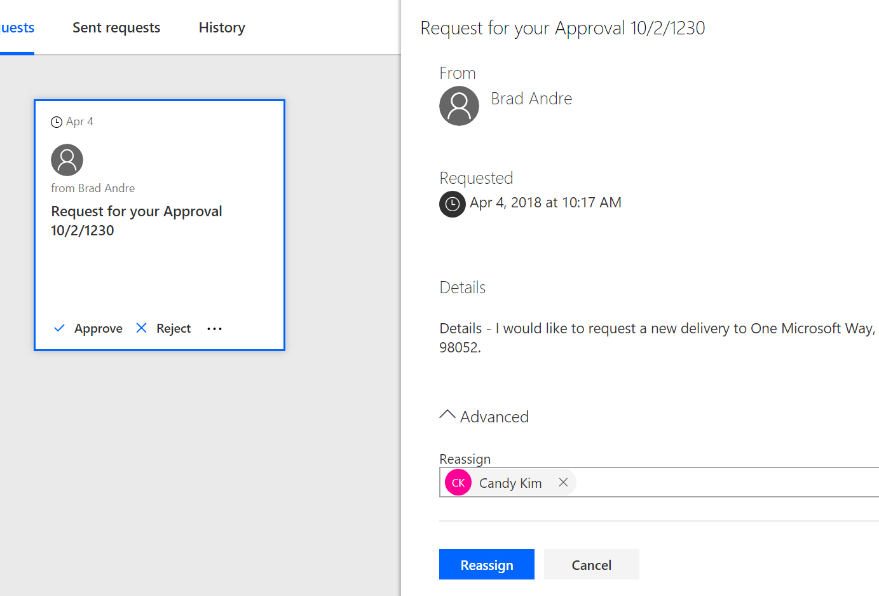 uests Sent requests History
Apr 4
from Brad Andre
Request for your Approval
10/2/1230
Approve Reject ...
Request for your Approval 10/2/1230
From
Brad Andre
Requested
Apr 4, 2018 at 10:17 AM
Details
Details - I would like to request a new delivery to One Microsoft Way,
98052.
Advanced
Reassign
CK Candy Kim
Reassign Cancel